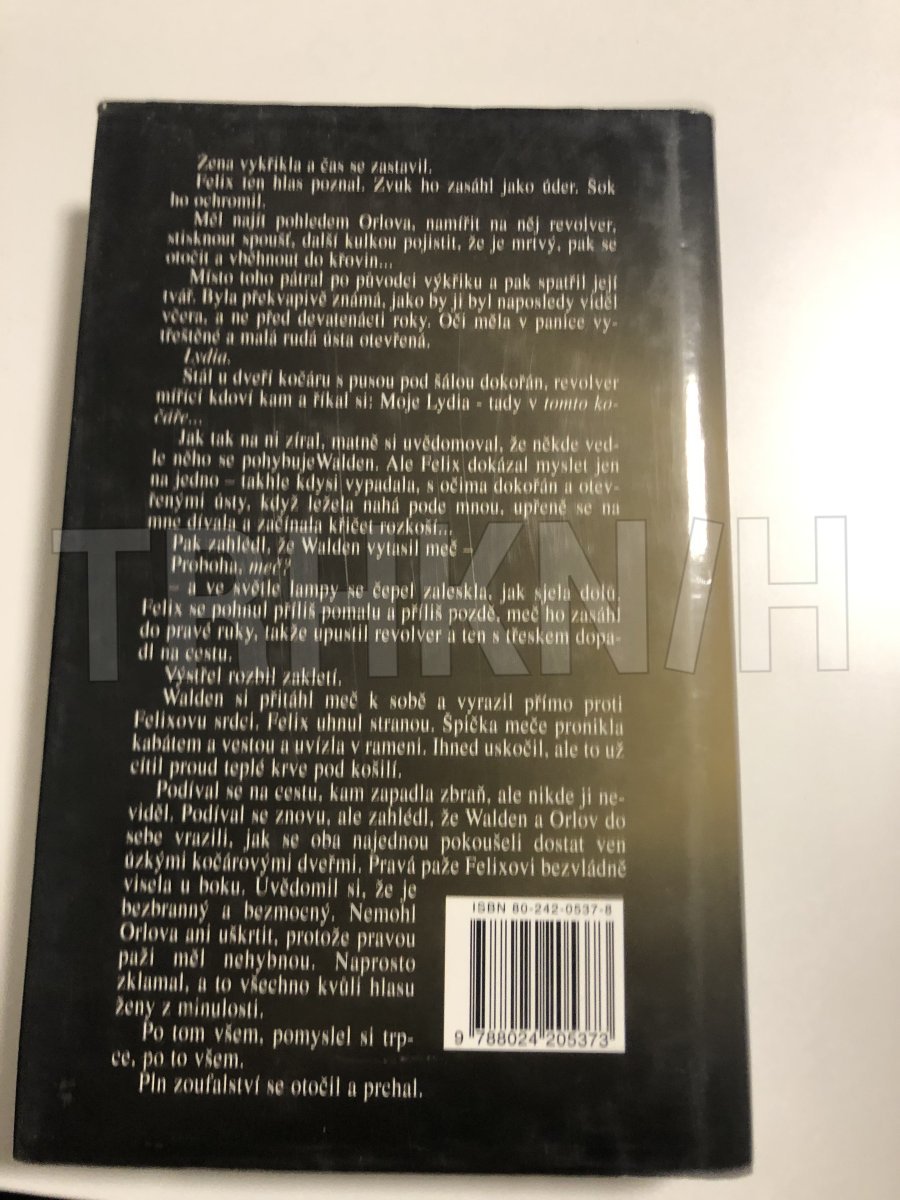 Žena vykřikla a čas se zastavil.
Felix ten hlas poznal. Zvuk ho zasáhl jako úder. Šok
ho ochromil.
Měl najít pohledem Orlova, namířit na něj revolver,
stisknout spoušť, další kulkou pojistit, že je mrtvý, pak se
otočit a vběhnout do křovin...
Místo toho pátral po původci výkřiku a pak spatřil její
tvář. Byla překvapivě známá, jako by ji byl naposledy viděl
včera, a ne před devatenácti roky. Oči měla v panice vy-
třeštěné a malá rudá ústa otevřená.
Lydia.
Stál u dveří kočáru s pusou pod šálou dokořán, revolver
mířící kdoví kam a říkal si: Moje Lydia - tady v tomto ko-
čáře...
Jak tak na ni zíral, matně si uvědomoval, že někde ved-
le něho se pohybuje Walden. Ale Felix dokázal myslet jen
na jedno - takhle kdysi vypadala, s očima dokořán a otev-
řenými ústy, když ležela nahá pode mnou, upřeně se na
mne dívala a začínala křičet rozkoší...
Pak zahlédl, že Walden vytasil meč -
Proboha, meč?
- a ve světle lampy se čepel zaleskla, jak sjela dolů.
Felix se pohnul příliš pomalu a příliš pozdě, meč ho zasáhl
do pravé ruky, takže upustil revolver a ten s třeskem dopa-
dl na cestu.
Výstřel rozbil zakletí.
Walden si přitáhl meč k sobě a vyrazil přímo proti
Felixovu srdci. Felix uhnul stranou. Špička meče pronikla
kabátem a vestou a uvízla v rameni. Ihned uskočil, ale to už
cítil proud teplé krve pod košilí.
Podíval se na cestu, kam zapadla zbraň, ale nikde ji ne-
viděl. Podíval se znovu, ale zahlédl, že Walden a Orlov do
sebe vrazili, jak se oba najednou pokoušeli dostat ven
úzkými kočárovými dveřmi. Pravá paže Felixovi bezvládně
visela u boku. Uvědomil si, že je
bezbranný a bezmocný. Nemohl
Orlova ani uškrtit, protože pravou
paží měl nehybnou. Naprosto
zklamal, a to všechno kvůli hlasu
ženy z minulosti.
Po tom všem, pomyslel si trp-
ce, po to všem.
Pln zoufalství se otočil a prchal.
ISBN 80-242-0537-8
9 788024 205373
TRHKN/H